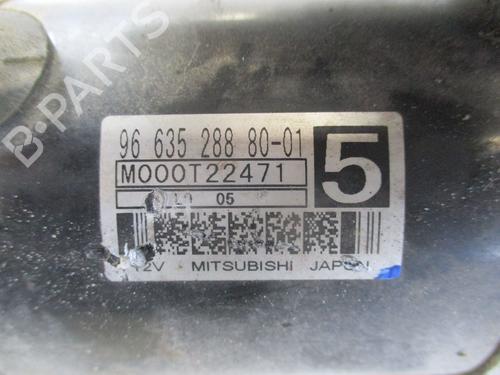 B-PARTS
96 635 288 80-01
5
M000T22471
05
12V MITSUBISHI JAPAN